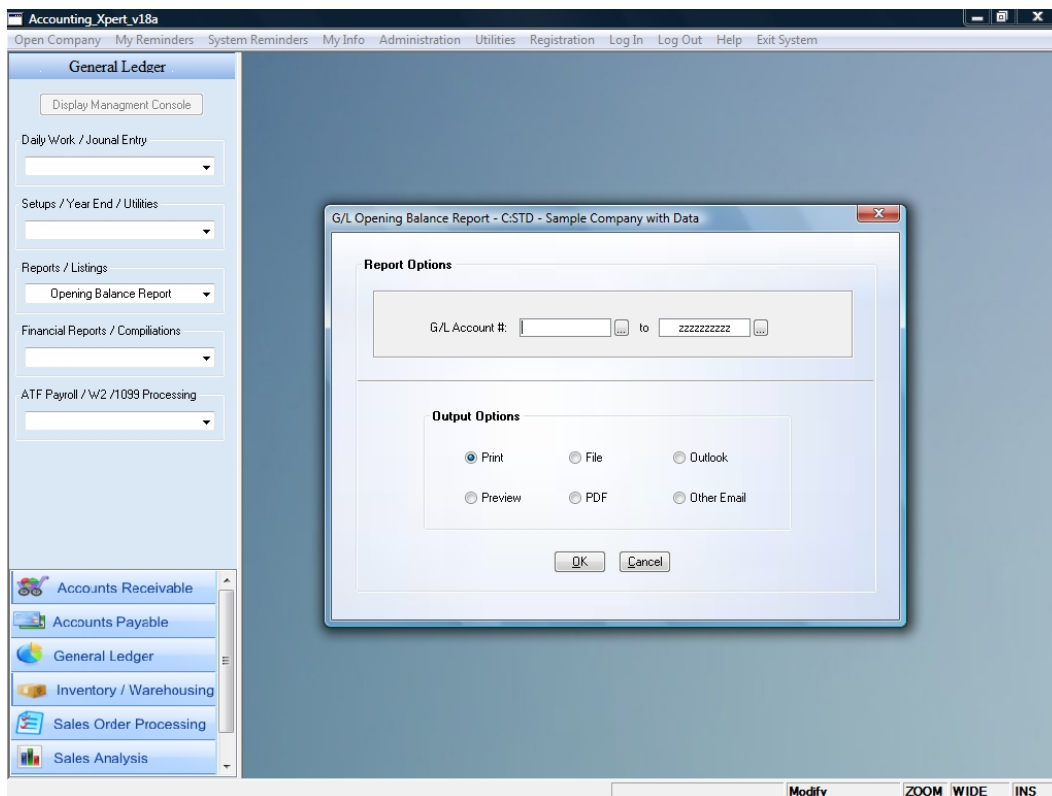 Accounting_Xpert_v18a
Open Company My Reminders System Reminders My Info Administration Utilities Registration Log In Log Out Help Exit System
General Ledger
Display Managment Console
Daily Work / Jounal Entry
Setups / Year End / Utilities
Reports / Listings
Opening Balance Report
Financial Reports / Compiliations
ATF Payroll / W2 /1099 Processing
Accounts Receivable
Accounts Payable
General Ledger
Inventory / Warehousing
Sales Order Processing
Sales Analysis
G/L Opening Balance Report - C:STD - Sample Company with Data
Report Options
G/L Account #: ... to zzzzzzzzzz ...
Output Options
Print File Outlook
Preview PDF Other Email
OK Cancel
Modify ZOOM WIDE INS